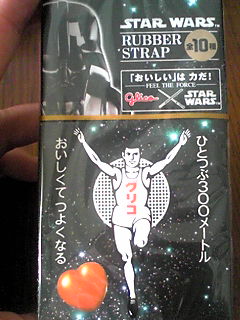 STAR WARS
RUBBER
STRAP
全10種
「おいしい」は力だ!
FEEL THE FORCE
Glico
STAR
WARS
ひとつぶ300メートル
グリコ
おいしくてつよくなる